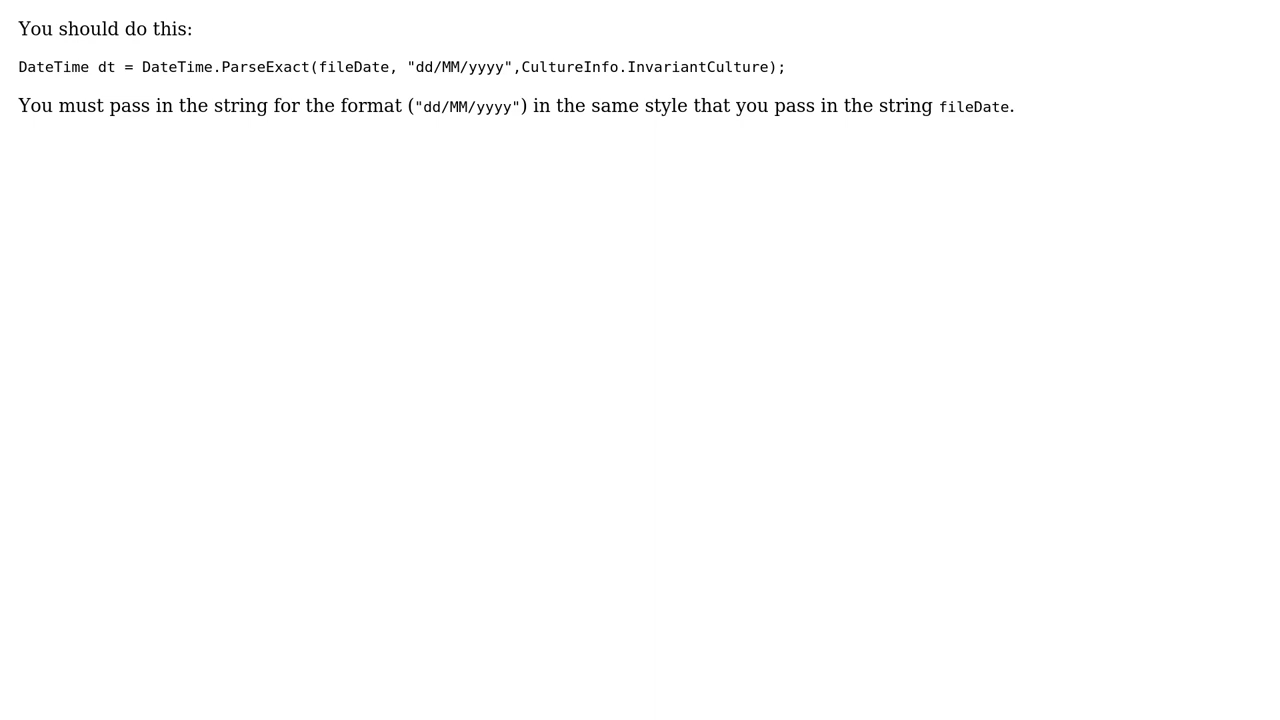 You should do this:
DateTime dt = DateTime.ParseExact(fileDate, "dd/MM/yyyy",CultureInfo.InvariantCulture);
You must pass in the string for the format ("dd/MM/yyyy") in the same style that you pass in the string fileDate.